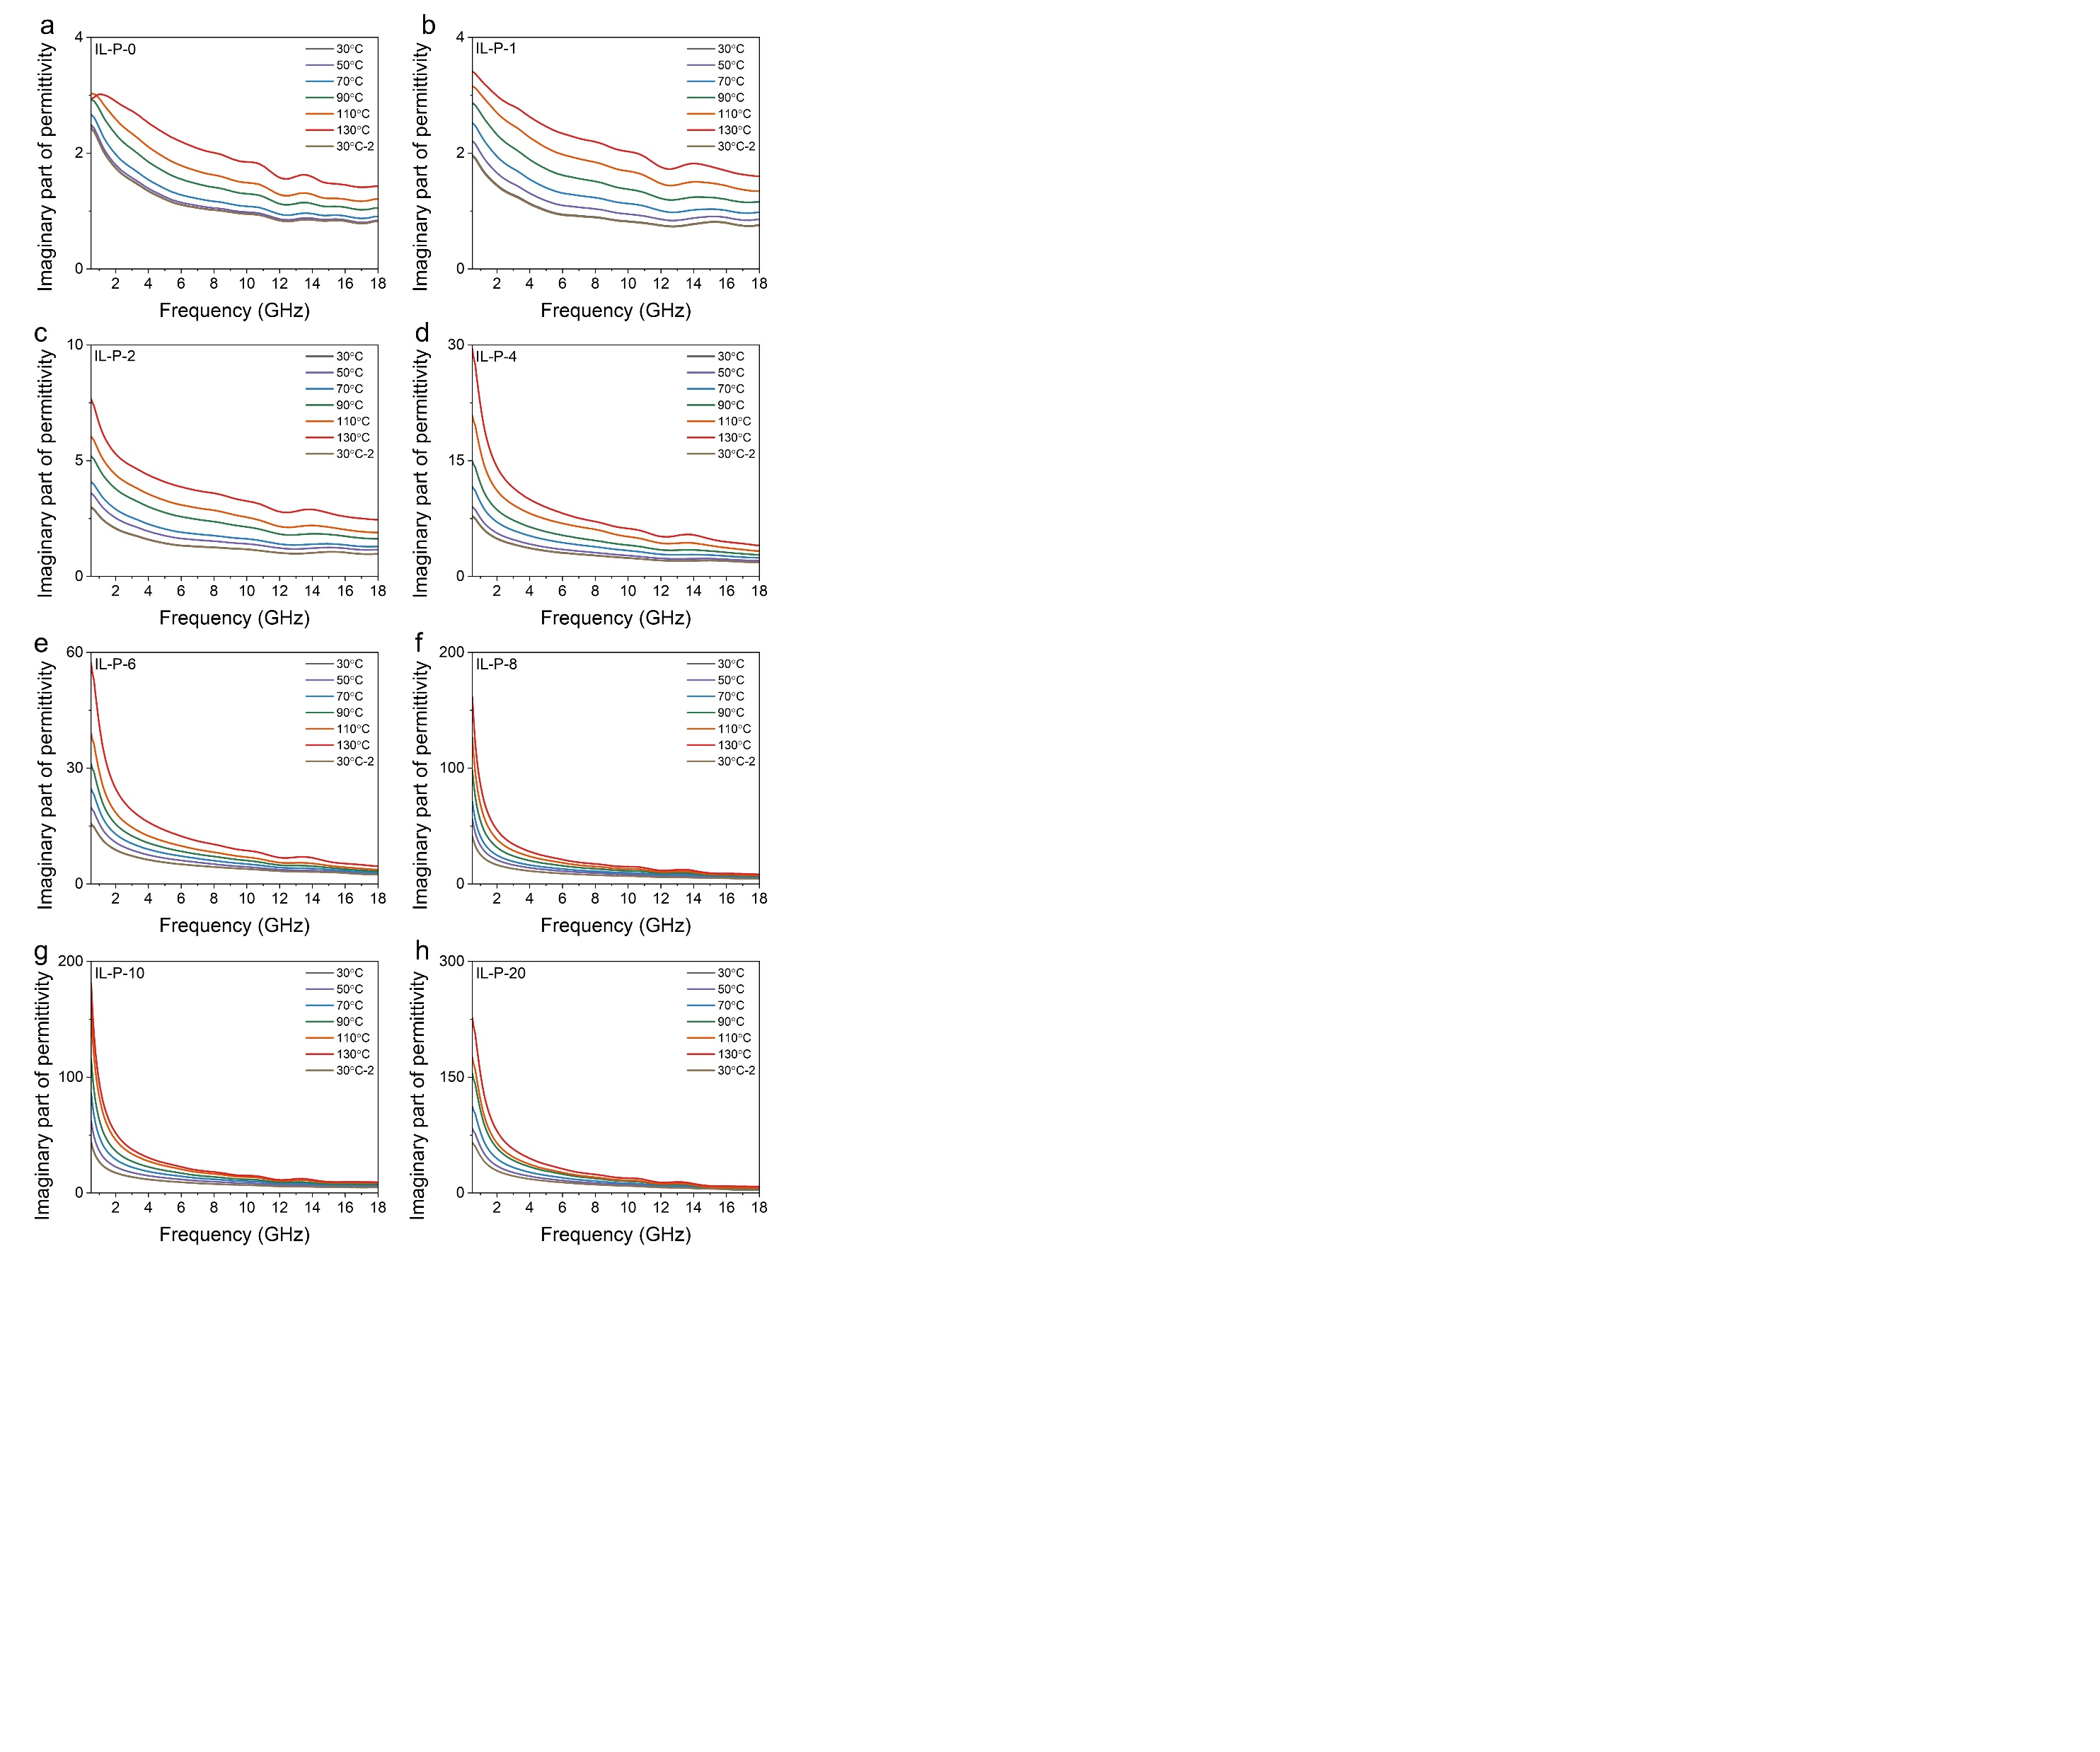 a
IL-P-0
30°C
50°C
70°C
90°C
110°C
130°C
30°C-2
4
2
0
2 4 6 8 10 12 14 16 18
Imaginary part of permittivity
Frequency (GHz)
b
IL-P-1
30°C
50°C
70°C
90°C
110°C
130°C
30°C-2
4
2
0
2 4 6 8 10 12 14 16 18
Imaginary part of permittivity
Frequency (GHz)
c
IL-P-2
30°C
50°C
70°C
90°C
110°C
130°C
30°C-2
10
5
0
2 4 6 8 10 12 14 16 18
Imaginary part of permittivity
Frequency (GHz)
d
IL-P-4
30°C
50°C
70°C
90°C
110°C
130°C
30°C-2
30
15
0
2 4 6 8 10 12 14 16 18
Imaginary part of permittivity
Frequency (GHz)
e
IL-P-6
30°C
50°C
70°C
90°C
110°C
130°C
30°C-2
60
30
0
2 4 6 8 10 12 14 16 18
Imaginary part of permittivity
Frequency (GHz)
f
IL-P-8
30°C
50°C
70°C
90°C
110°C
130°C
30°C-2
200
100
0
2 4 6 8 10 12 14 16 18
Imaginary part of permittivity
Frequency (GHz)
g
IL-P-10
30°C
50°C
70°C
90°C
110°C
130°C
30°C-2
200
100
0
2 4 6 8 10 12 14 16 18
Imaginary part of permittivity
Frequency (GHz)
h
IL-P-20
30°C
50°C
70°C
90°C
110°C
130°C
30°C-2
300
150
0
2 4 6 8 10 12 14 16 18
Imaginary part of permittivity
Frequency (GHz)